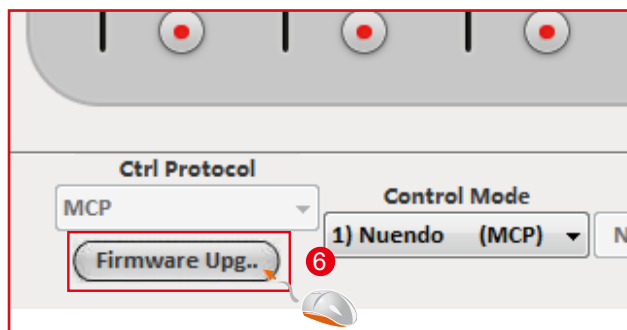 Ctrl Protocol
MCP
Control Mode
1) Nuendo (MCP)
N
Firmware Upg..
6